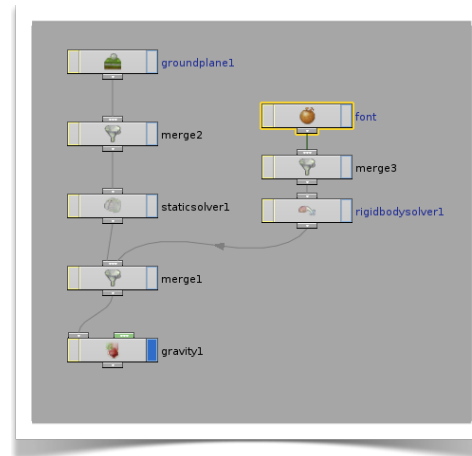 groundplane1
font
merge2
merge3
staticsolver1
rigidbodysolver1
merge1
gravity1